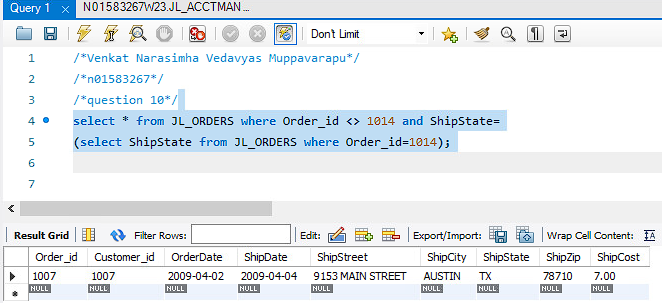 Query 1
N01583267W23.JL_ACCTMAN...
Don't Limit
1 /*Venkat Narasimha Vedavyas Muppavarapu*/
2 /*n01583267*/
3 /*question 10*/
4 select * from JL_ORDERS where Order_id <> 1014 and ShipState=
5 (select ShipState from JL_ORDERS where Order_id=1014);
6
7
Result Grid Filter Rows: Edit: Export/Import: Wrap Cell Content: IA
Order_id Customer_id OrderDate ShipDate ShipStreet ShipCity ShipState ShipZip ShipCost
1007 1007 2009-04-02 2009-04-04 9153 MAIN STREET AUSTIN TX 78710 7.00
NULL NULL NULL NULL NULL NULL NULL NULL NULL